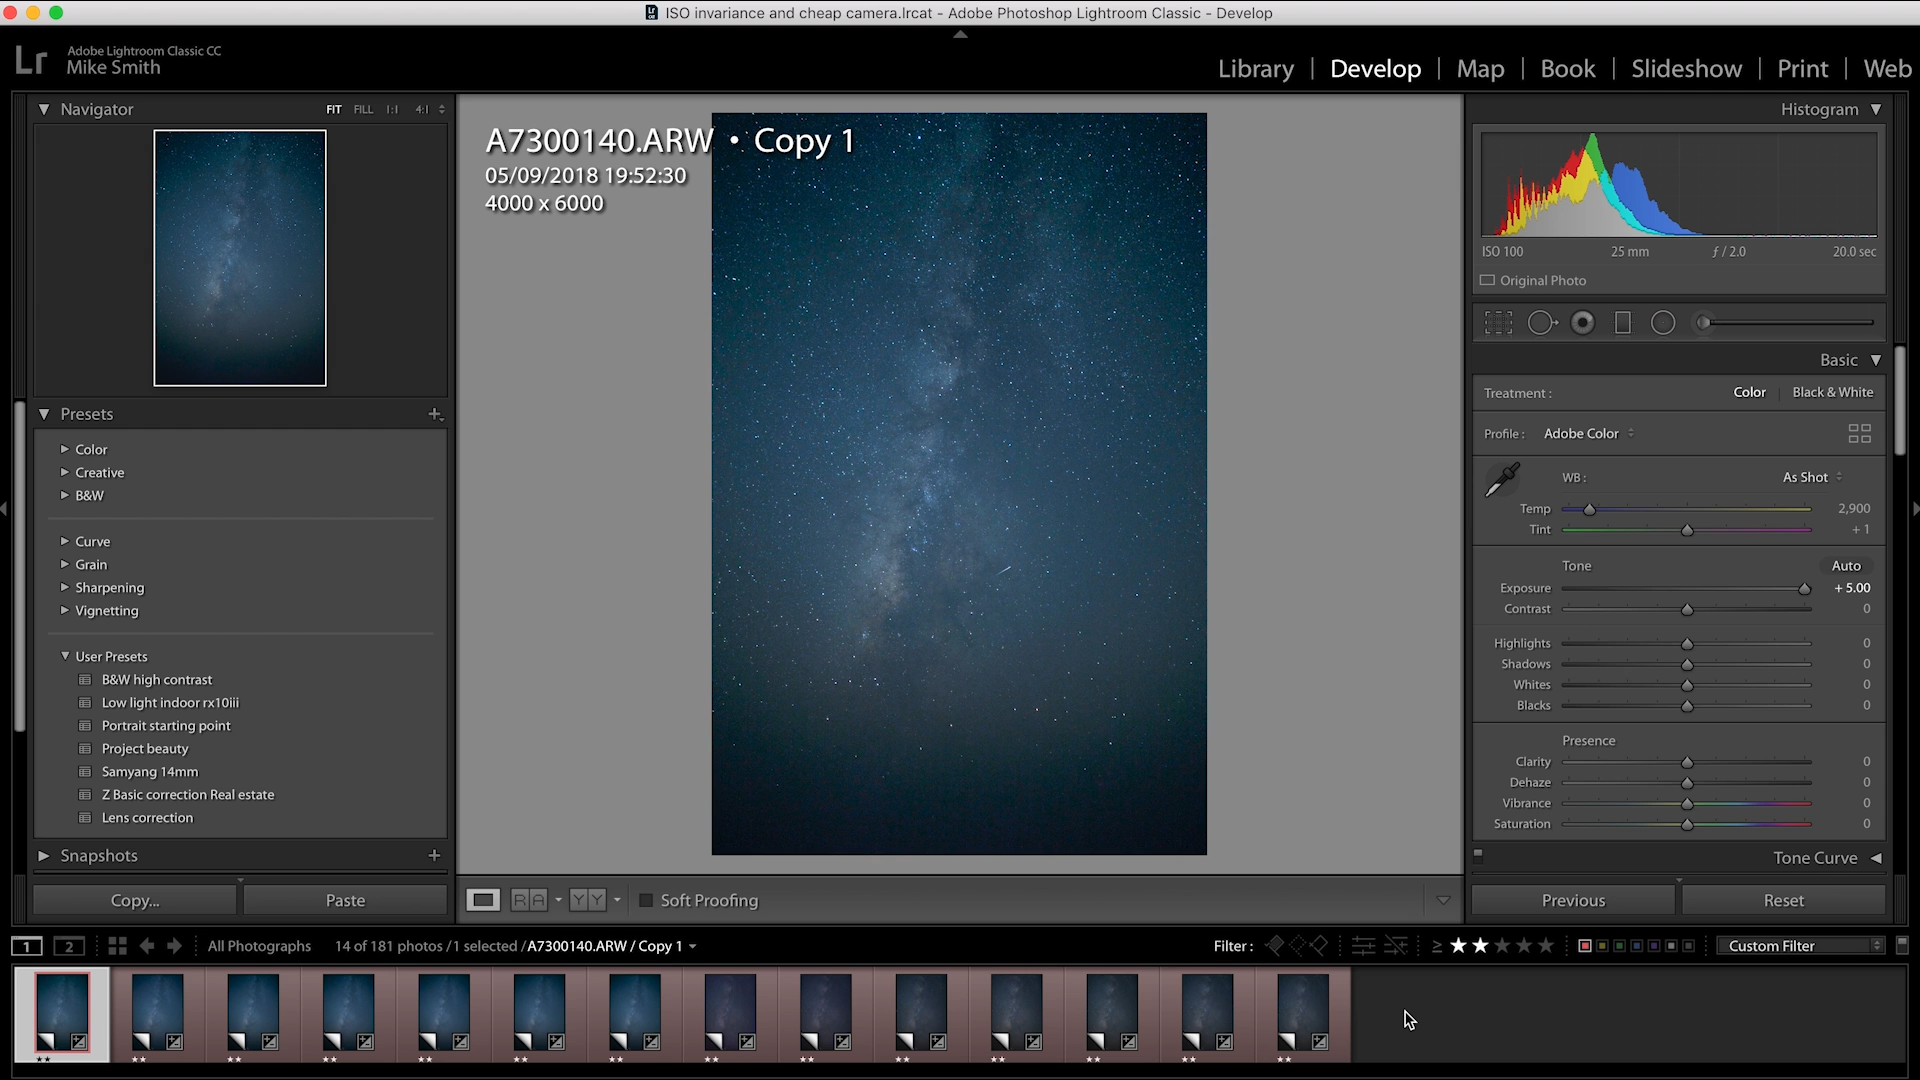 ISO invariance and cheap camera.lrcat - Adobe Photoshop Lightroom Classic - Develop
Lr
Adobe Lightroom Classic CC
Mike Smith
Library | Develop | Map | Book | Slideshow | Print | Web
Navigator
FIT FILL 1:1 4:1
Presets
Color
Creative
B&W
Curve
Grain
Sharpening
Vignetting
User Presets
B&W high contrast
Low light indoor rx10iii
Portrait starting point
Project beauty
Samyang 14mm
Z Basic correction Real estate
Lens correction
Snapshots
Copy...
Paste
A7300140.ARW • Copy 1
05/09/2018 19:52:30
4000 x 6000
Histogram
ISO 100 25 mm ƒ / 2.0 20.0 sec
Original Photo
Basic
Treatment : Color | Black & White
Profile : Adobe Color
WB : As Shot
Temp 2,900
Tint + 1
Tone Auto
Exposure + 5.00
Contrast 0
Highlights 0
Shadows 0
Whites 0
Blacks 0
Presence
Clarity 0
Dehaze 0
Vibrance 0
Saturation 0
Tone Curve
Previous
Reset
R A Y Y Soft Proofing
1 2 All Photographs 14 of 181 photos / 1 selected / A7300140.ARW / Copy 1 Filter : ≥ ★★★★★ Custom Filter